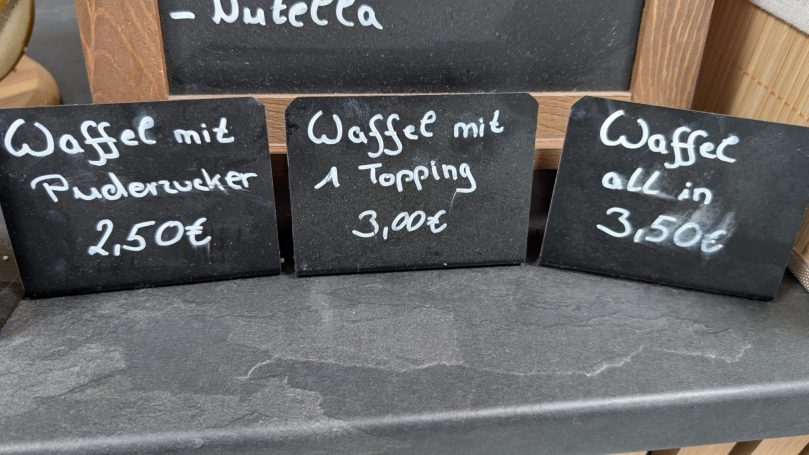 - Nutella
Waffel mit
Puderzucker
2,50€
Waffel mit
1 Topping
3,00€
Waffel
all in
3,50€